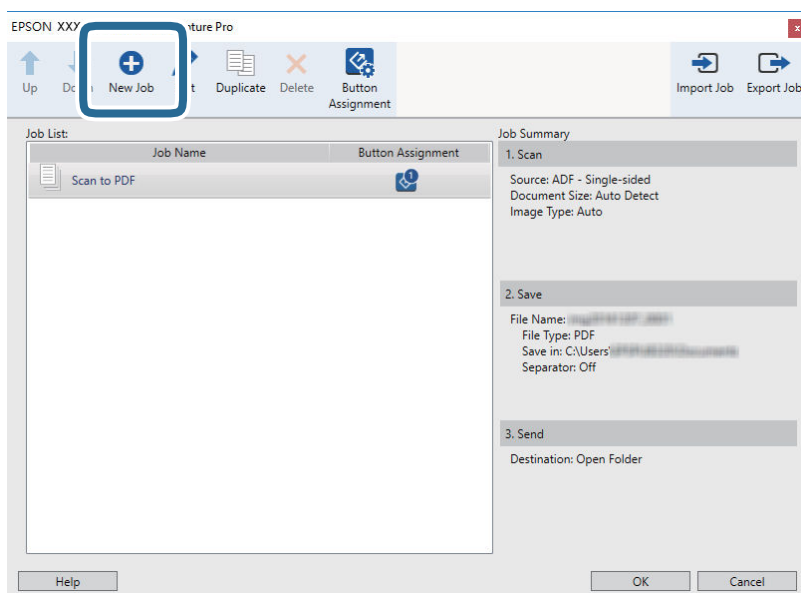 EPSON XXX ture Pro
x
Up
New Job
Duplicate
Delete
Button
Assignment
Import Job
Export Job
Job List:
Job Name
Button Assignment
Scan to PDF
1
Job Summary
1. Scan
Source: ADF - Single-sided
Document Size: Auto Detect
Image Type: Auto
2. Save
File Name:
File Type: PDF
Save in: C:\Users\
Separator: Off
3. Send
Destination: Open Folder
Help
OK
Cancel